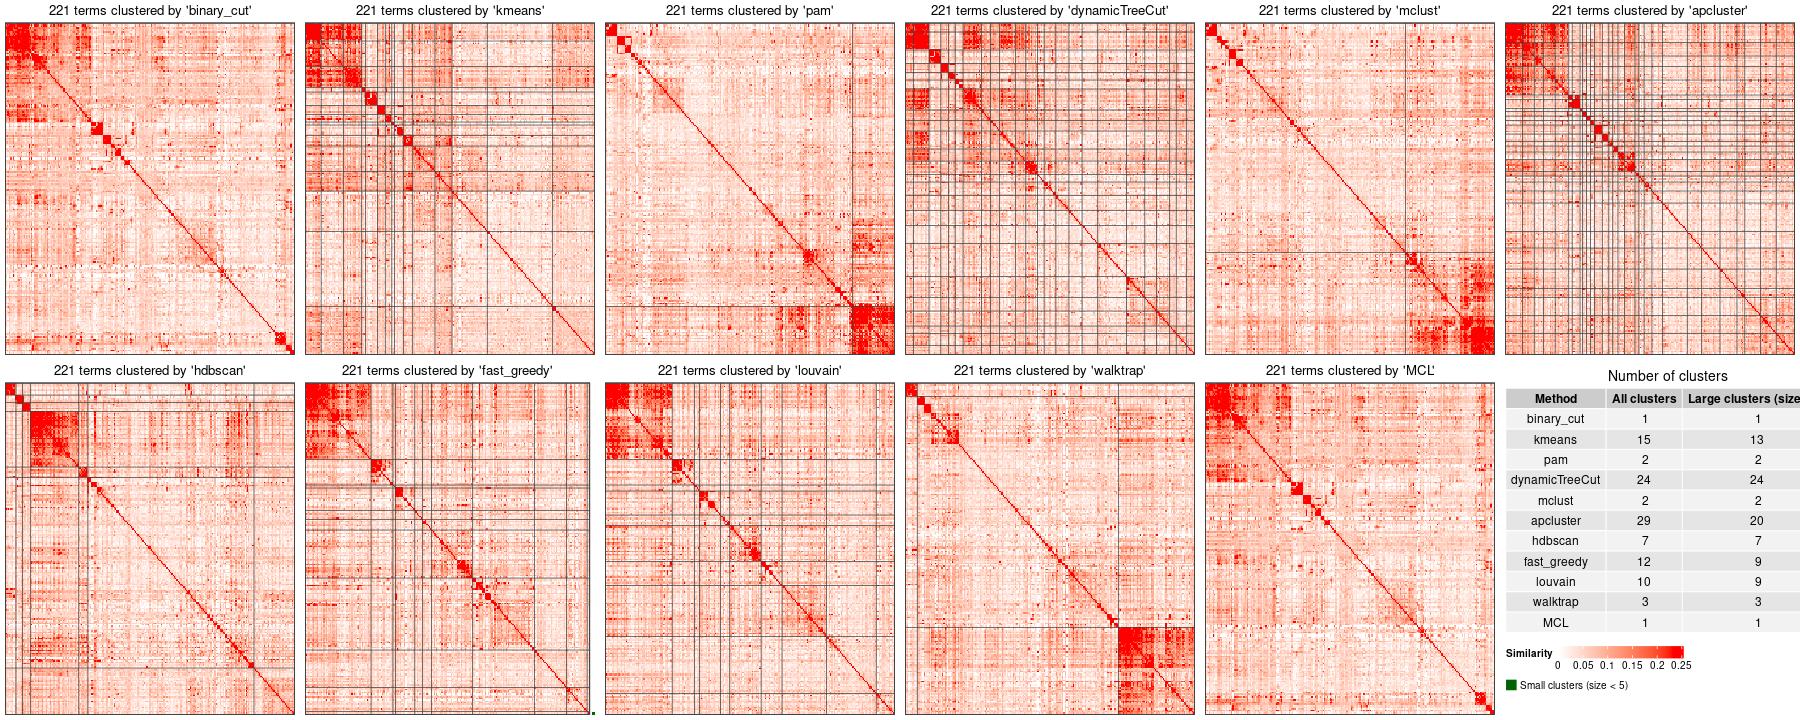 221 terms clustered by 'binary_cut'
221 terms clustered by 'kmeans'
221 terms clustered by 'pam'
221 terms clustered by 'dynamicTreeCut'
221 terms clustered by 'mclust'
221 terms clustered by 'apcluster'
221 terms clustered by 'hdbscan'
221 terms clustered by 'fast_greedy'
221 terms clustered by 'louvain'
221 terms clustered by 'walktrap'
221 terms clustered by 'MCL'
Number of clusters
Method All clusters Large clusters (size
binary_cut 1 1
kmeans 15 13
pam 2 2
dynamicTreeCut 24 24
mclust 2 2
apcluster 29 20
hdbscan 7 7
fast_greedy 12 9
louvain 10 9
walktrap 3 3
MCL 1 1
Similarity
0 0.05 0.1 0.15 0.2 0.25
Small clusters (size < 5)